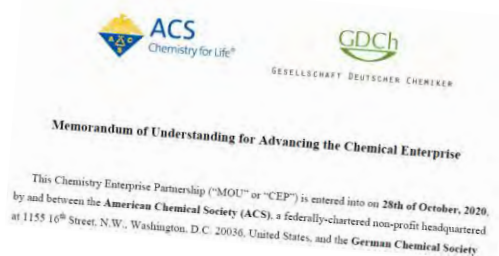 ACS
Chemistry for Life®
GDCh
GESELLSCHAFT DEUTSCHER CHEMIKER
Memorandum of Understanding for Advancing the Chemical Enterprise
This Chemistry Enterprise Partnership ("MOU" or "CEP") is entered into on 28th of October, 2020,
by and between the American Chemical Society (ACS), a federally-chartered non-profit headquartered
at 1155 16th Street, N.W., Washington, D.C. 20036, United States, and the German Chemical Society